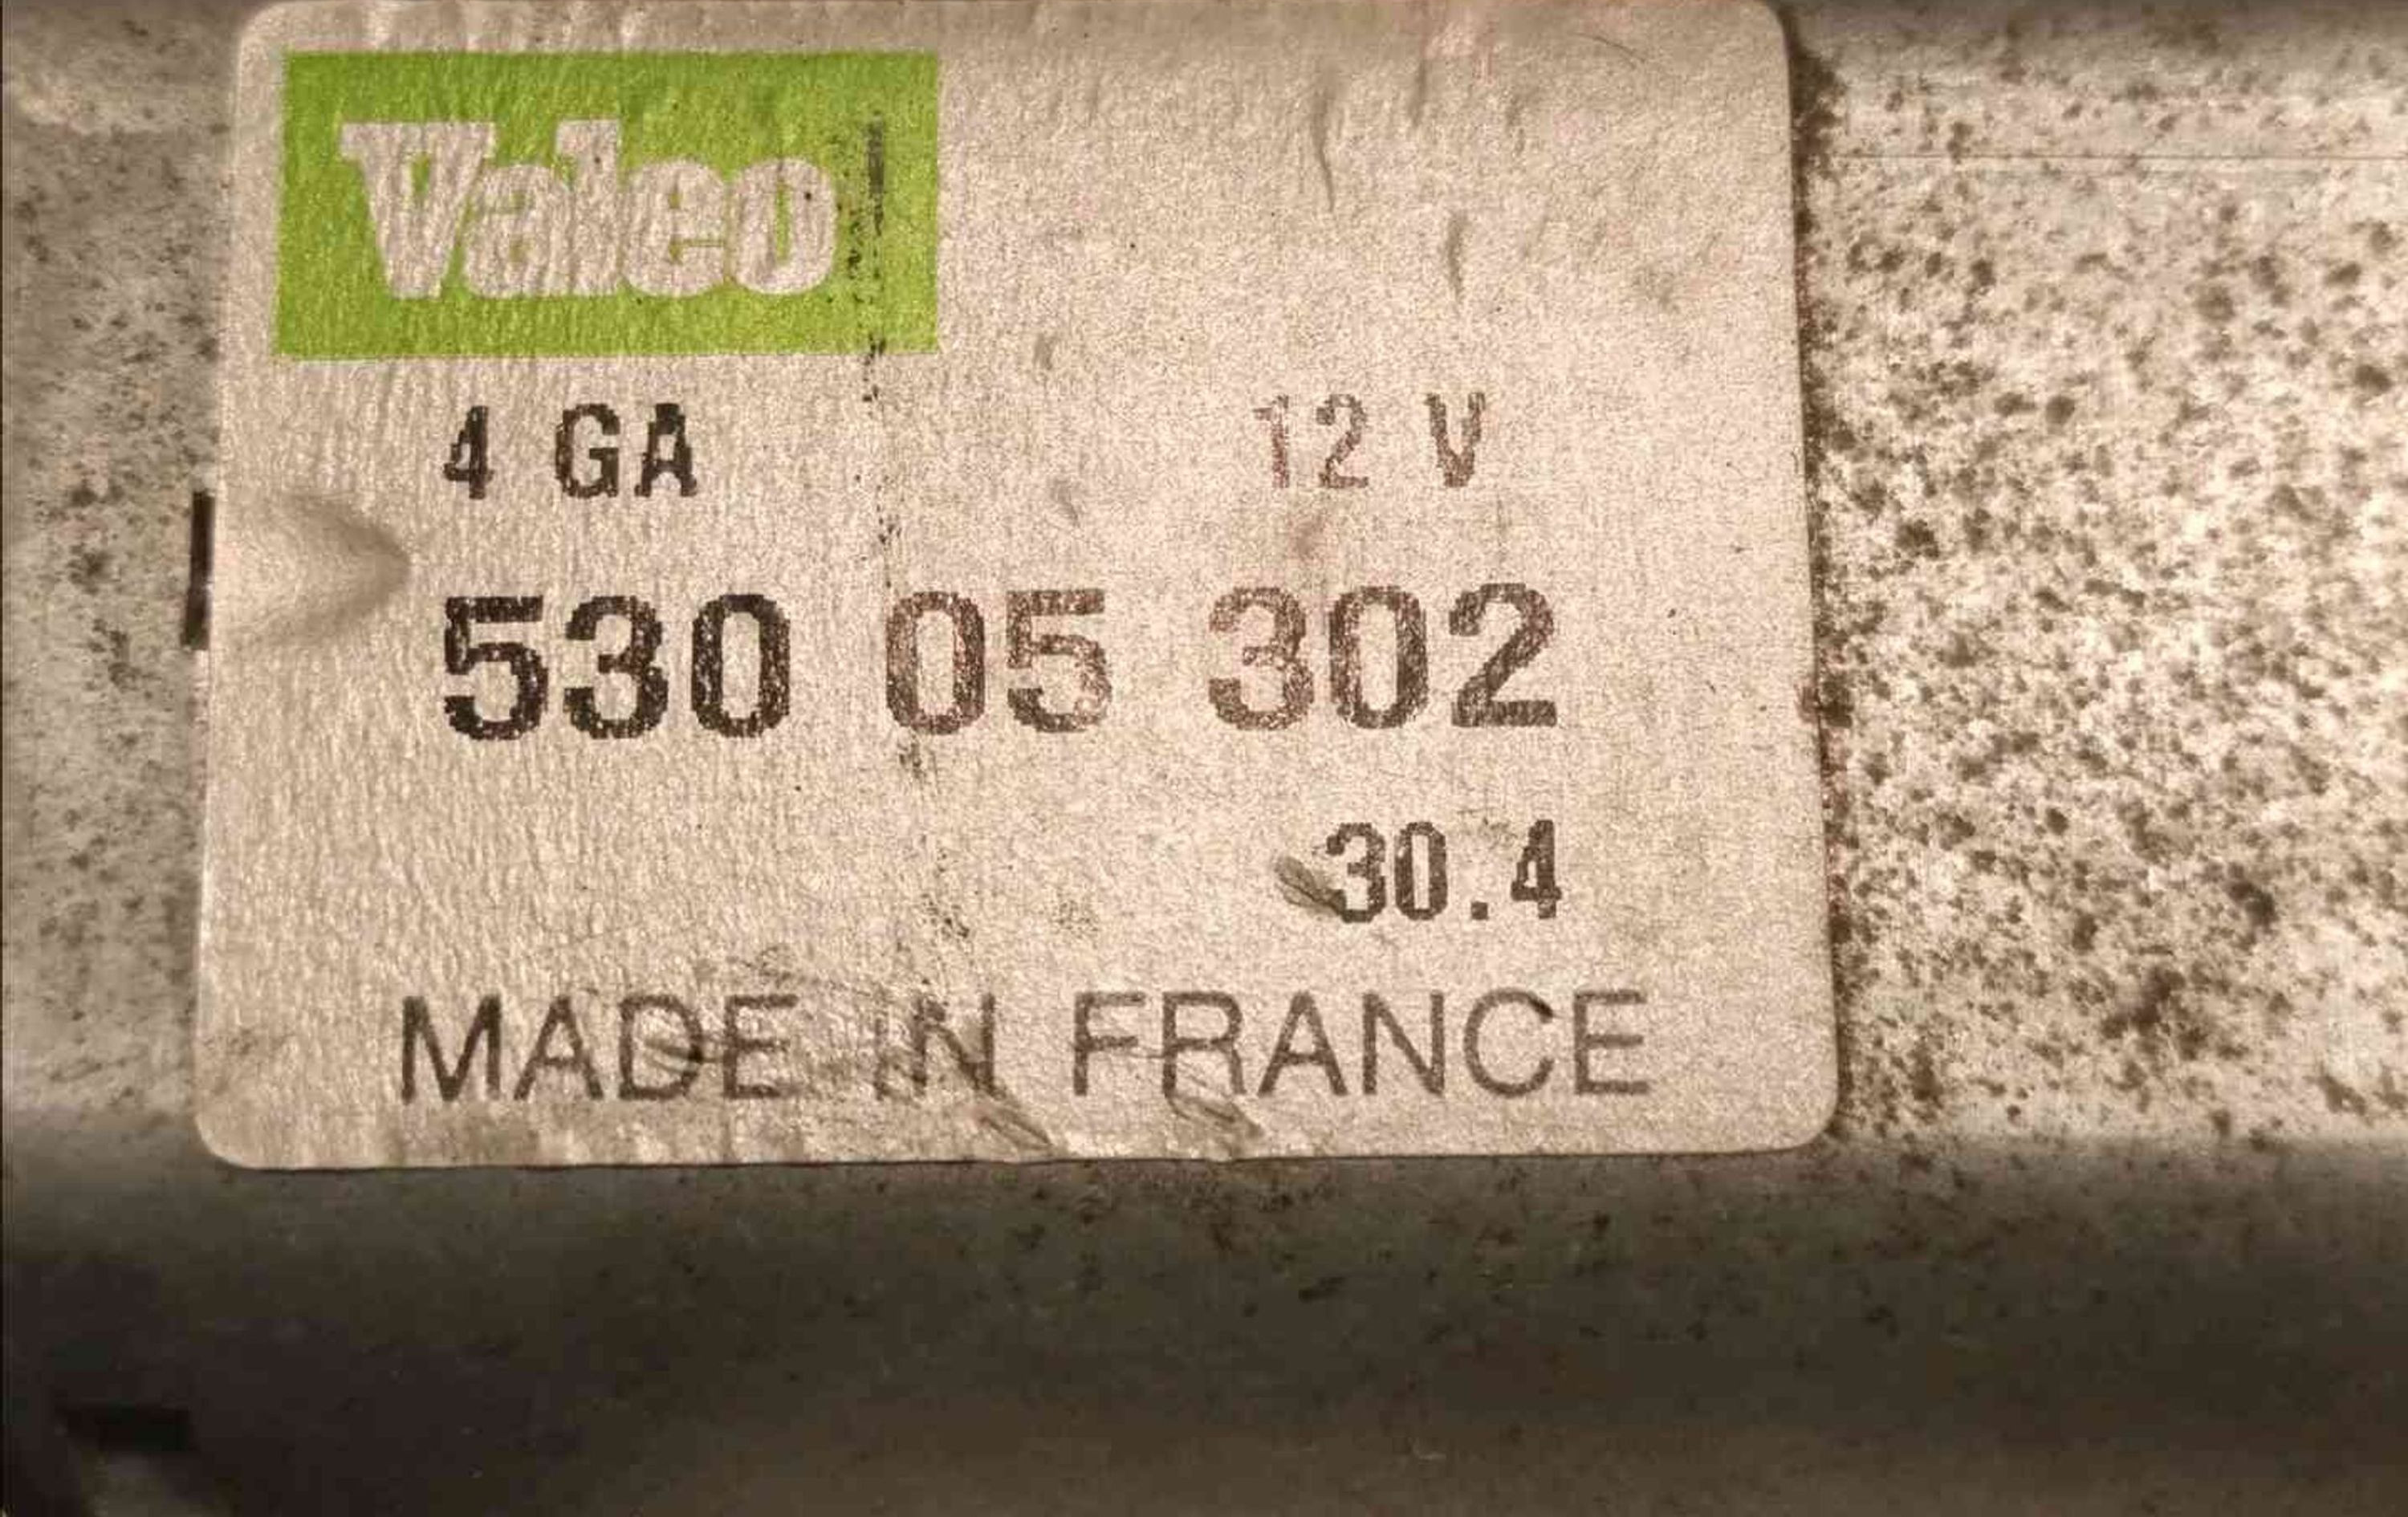 Valeo
4 GA 12 V
530 05 302
30.4
MADE IN FRANCE